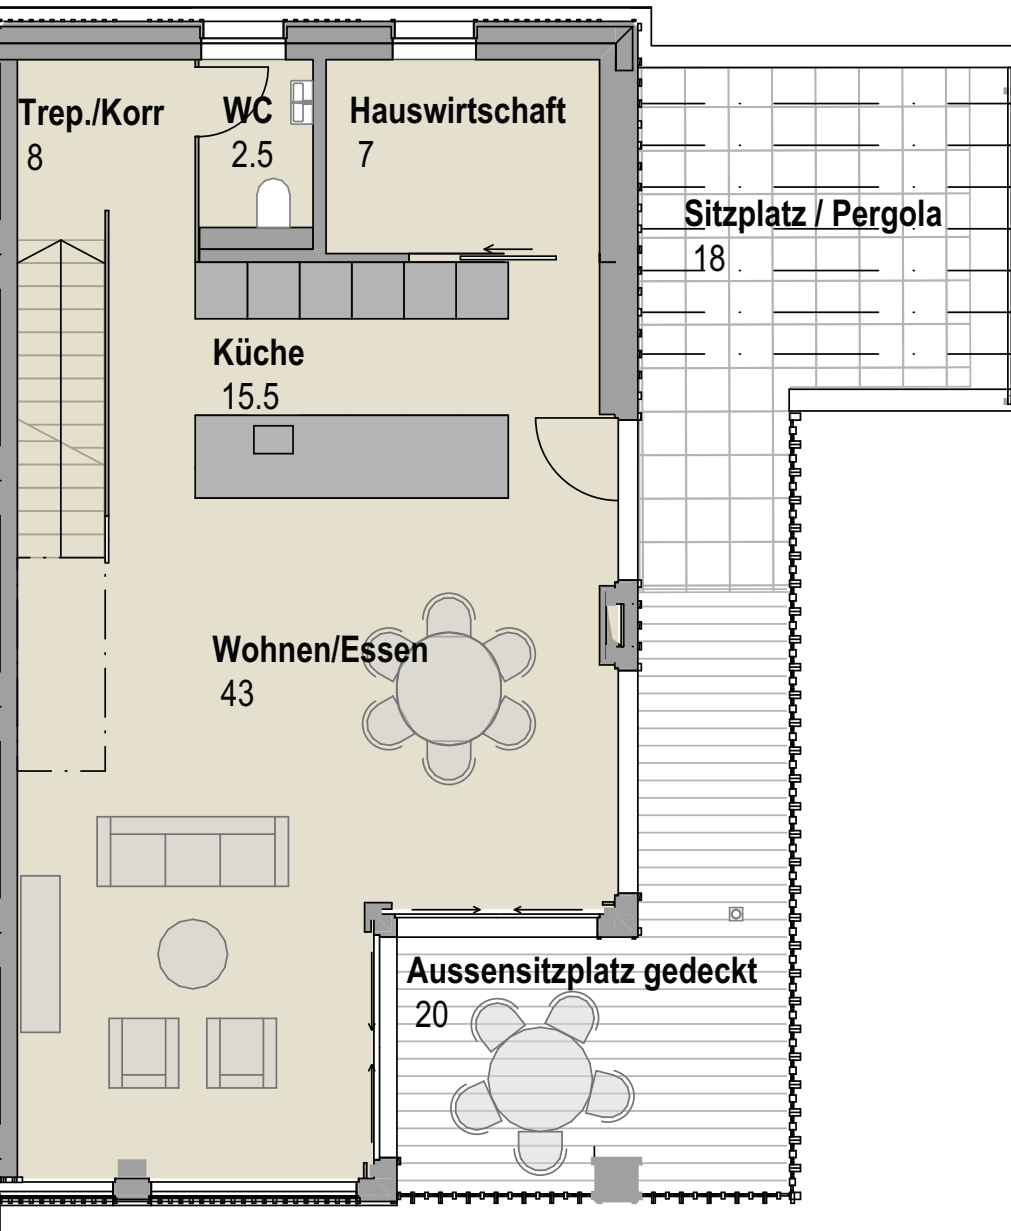 Trep./Korr
8
WC
2.5
Hauswirtschaft
7
Sitzplatz / Pergola
18
Küche
15.5
Wohnen/Essen
43
Aussensitzplatz gedeckt
20